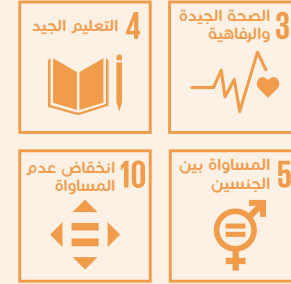 3 الصحة الجيدة
والرفاهية
4 التعليم الجيد
5 المساواة بين
الجنسين
10 انخفاض عدم
المساواة